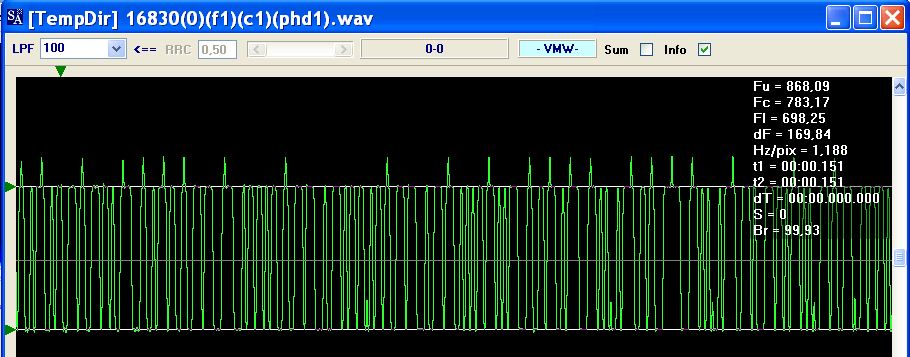 SA [TempDir] 16830(0)(f1)(c1)(phd1).wav
LPF 100 <== RRC 0,50 0-0 -VMW- Sum Info
Fu = 868,09
Fc = 783,17
Fl = 698,25
dF = 169,84
Hz/pix = 1,188
t1 = 00:00.151
t2 = 00:00.151
dT = 00:00.000.000
S = 0
Br = 99,93